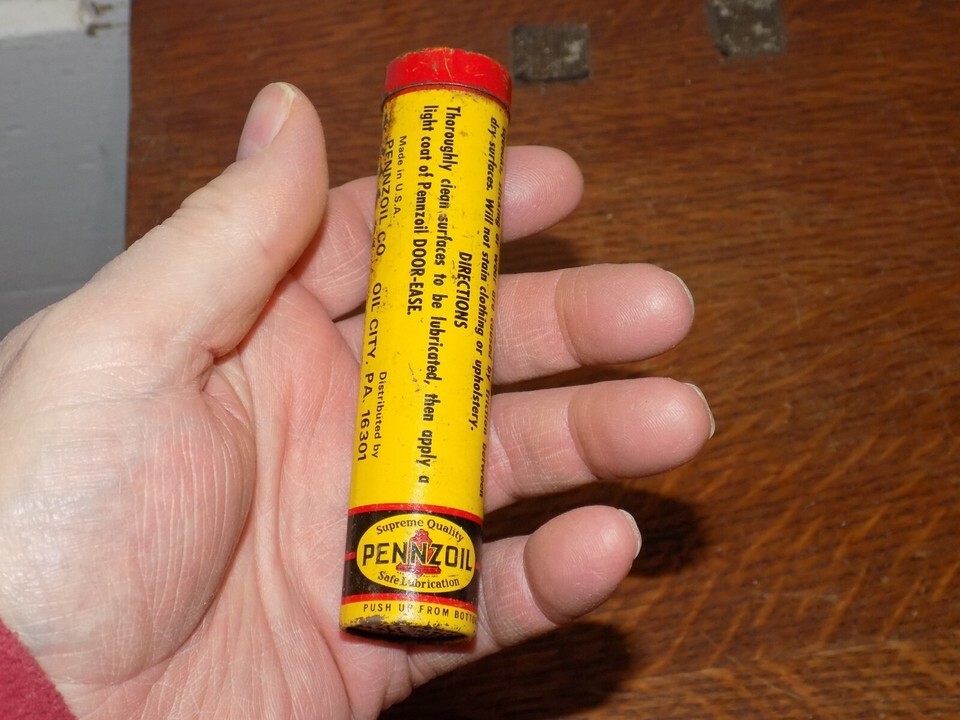 dry surfaces. Will not stain clothing or upholstery.
DIRECTIONS
Thoroughly clean surfaces to be lubricated, then apply a
light coat of Pennzoil DOOR-EASE.
Made in U.S.A. Distributed by
PENNZOIL CO. OIL CITY, PA. 16301
Supreme Quality
PENNZOIL
Safe Lubrication
PUSH UP FROM